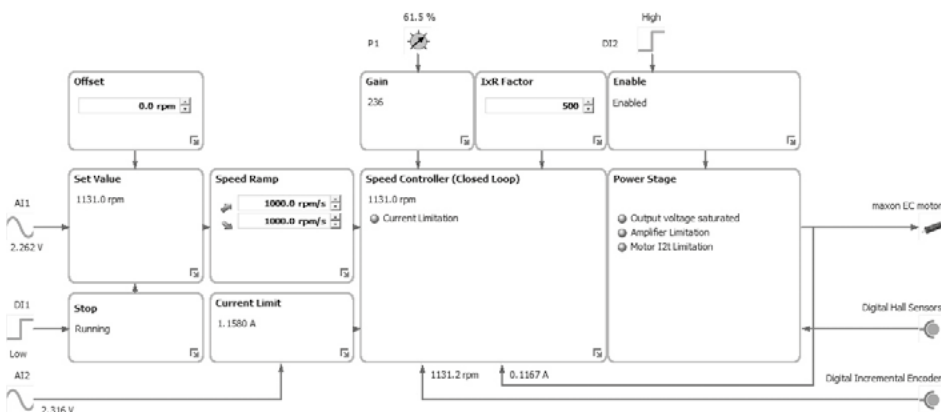 61.5 %
P1
High
DI2
Offset
0.0 rpm
Gain
236
IxR Factor
500
Enable
Enabled
AI1
2.262 V
Set Value
1131.0 rpm
Speed Ramp
1000.0 rpm/s
1000.0 rpm/s
Speed Controller (Closed Loop)
1131.0 rpm
Current Limitation
Power Stage
Output voltage saturated
Amplifier Limitation
Motor I2t Limitation
maxon EC motor
DI1
Low
Stop
Running
Current Limit
1.1580 A
Digital Hall Sensors
AI2
2.316 V
1131.2 rpm
0.1167 A
Digital Incremental Encoder